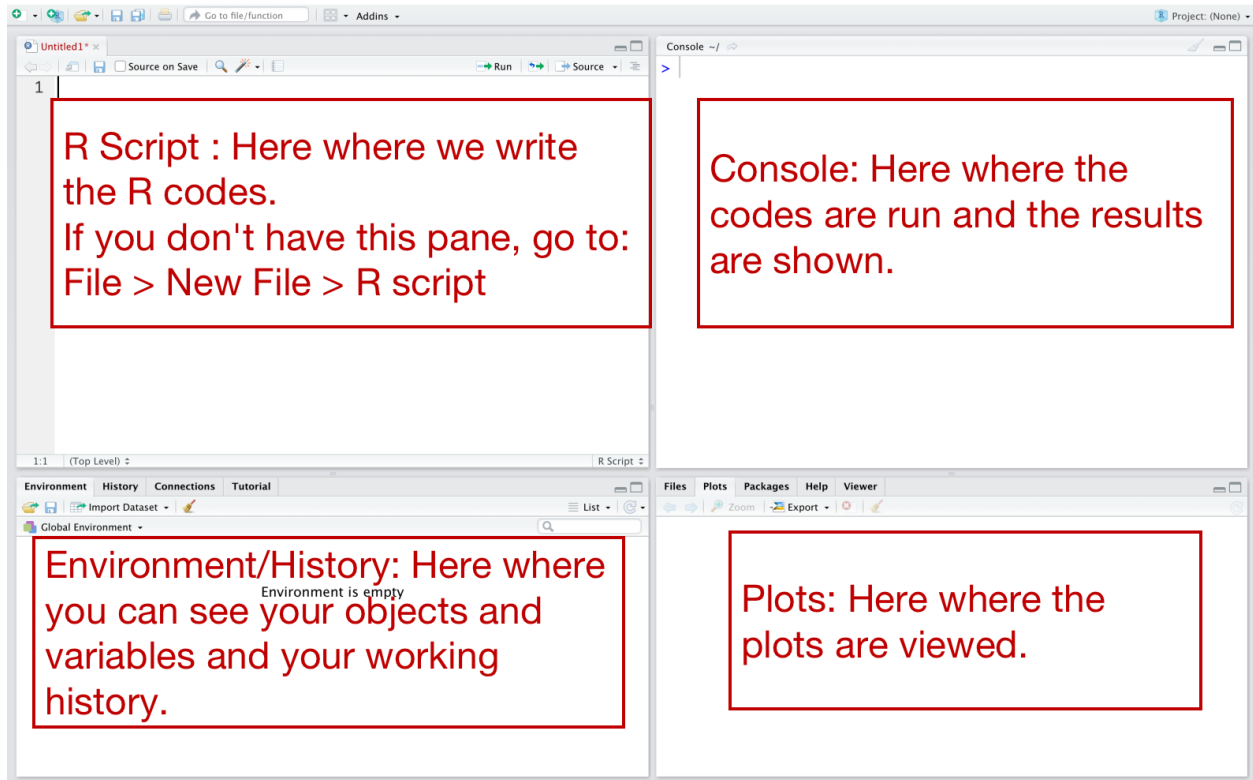 Go to file/function
Addins
Project: (None)
Untitled1*
Source on Save
Run
Source
1
R Script : Here where we write
the R codes.
If you don't have this pane, go to:
File > New File > R script
1:1
(Top Level)
R Script
Console ~/
>
Console: Here where the
codes are run and the results
are shown.
Environment History Connections Tutorial
Import Dataset
List
Global Environment
Environment is empty
Environment/History: Here where
you can see your objects and
variables and your working
history.
Files Plots Packages Help Viewer
Zoom
Export
Plots: Here where the
plots are viewed.